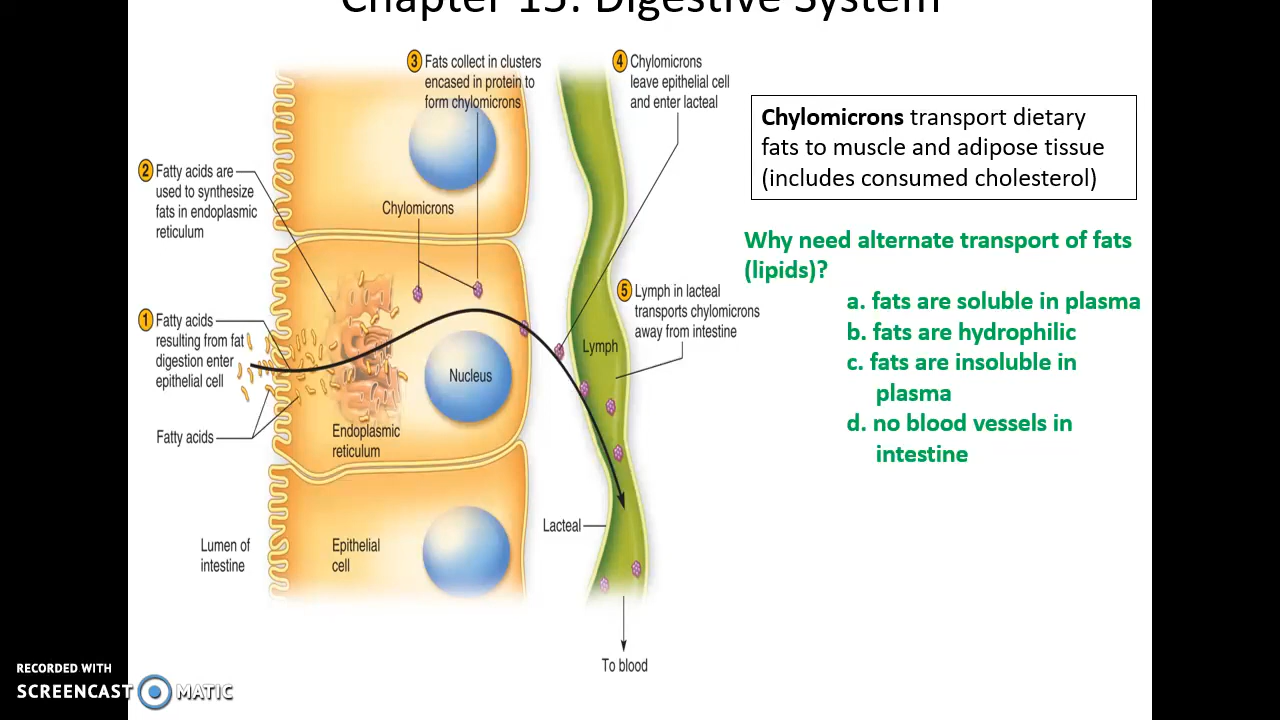 Chapter 15: Digestive System
3 Fats collect in clusters
encased in protein to
form chylomicrons
4 Chylomicrons
leave epithelial cell
and enter lacteal
Chylomicrons transport dietary
fats to muscle and adipose tissue
(includes consumed cholesterol)
2 Fatty acids are
used to synthesize
fats in endoplasmic
reticulum
Chylomicrons
Why need alternate transport of fats
(lipids)?
a. fats are soluble in plasma
b. fats are hydrophilic
c. fats are insoluble in
plasma
d. no blood vessels in
intestine
5 Lymph in lacteal
transports chylomicrons
away from intestine
1 Fatty acids
resulting from fat
digestion enter
epithelial cell
Lymph
Nucleus
Fatty acids
Endoplasmic
reticulum
Lacteal
Lumen of
intestine
Epithelial
cell
To blood
RECORDED WITH
SCREENCAST MATIC